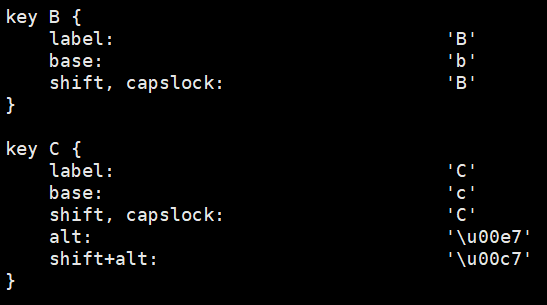 key B {
    label:                              'B'
    base:                               'b'
    shift, capslock:                    'B'
}

key C {
    label:                              'C'
    base:                               'c'
    shift, capslock:                    'C'
    alt:                                '\u00e7'
    shift+alt:                          '\u00c7'
}